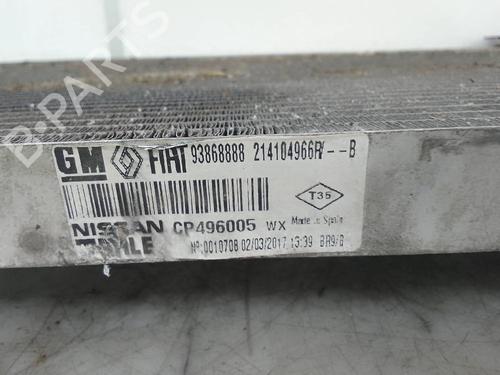 GM FIAT 93868888 214104966R/--B
T35
NISSAN CP496005 WX Made in Spain
MAHLE Nº:0010708 02/03/2017 13:39 BR9/B